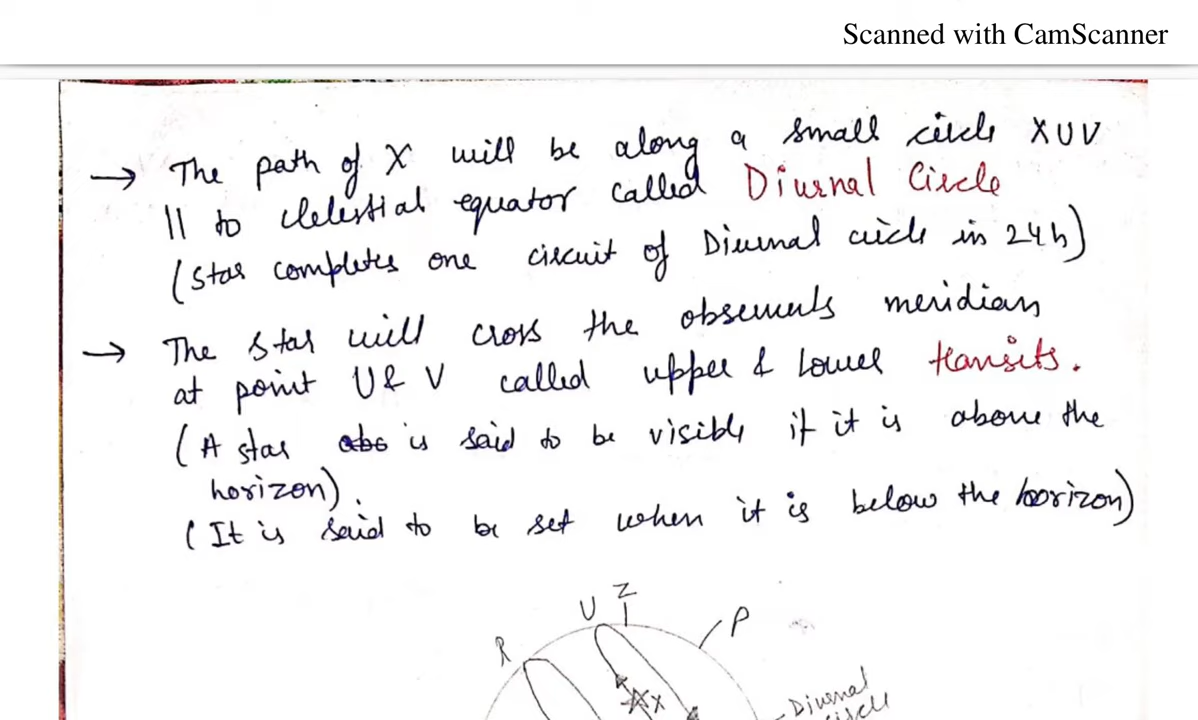 Scanned with CamScanner
→ The path of X will be along a small circle XUV
|| to celestial equator called Diurnal Circle
(star completes one circuit of Diurnal circle in 24h)
→ The star will cross the observer's meridian
at point U & V called upper & Lower transits.
(A star abo is said to be visible if it is above the
horizon).
(It is said to be set when it is below the horizon)
U Z
P
R
X
Diurnal
circle